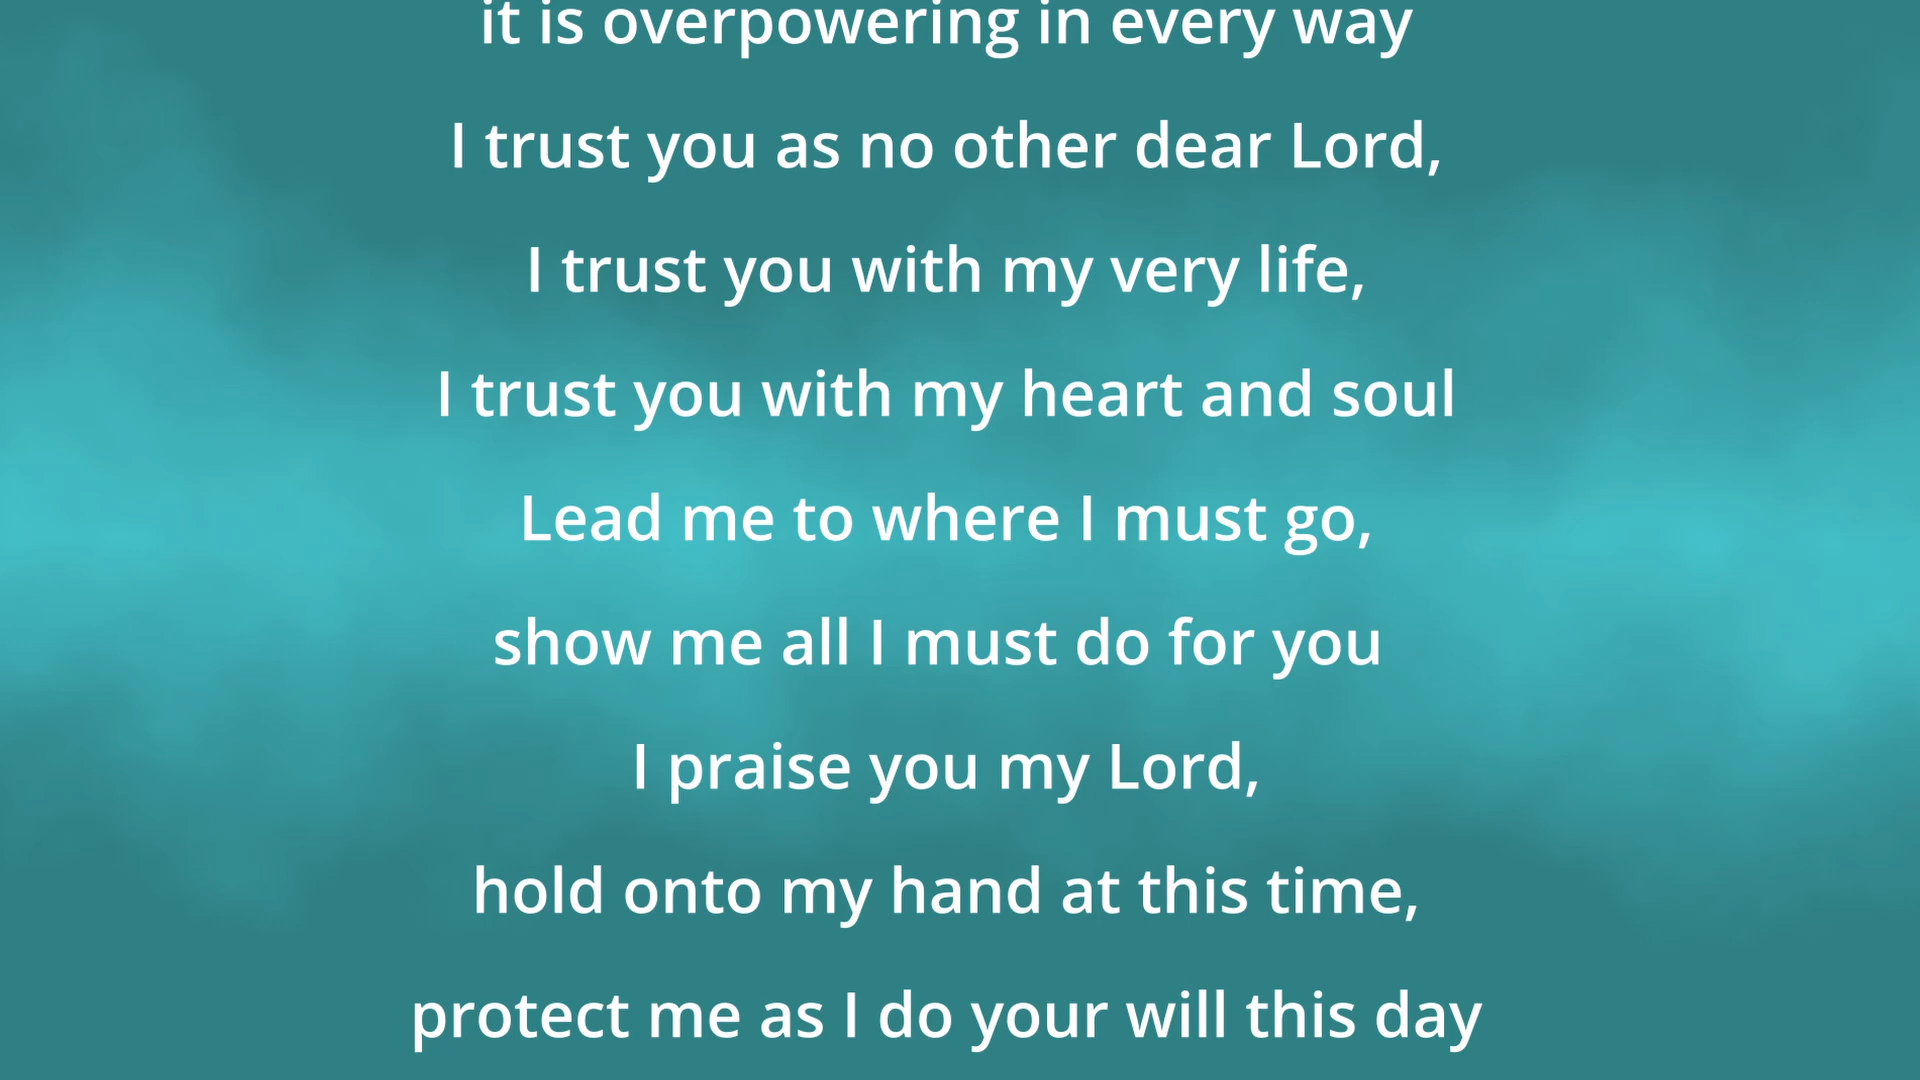 it is overpowering in every way
I trust you as no other dear Lord,
I trust you with my very life,
I trust you with my heart and soul
Lead me to where I must go,
show me all I must do for you
I praise you my Lord,
hold onto my hand at this time,
protect me as I do your will this day